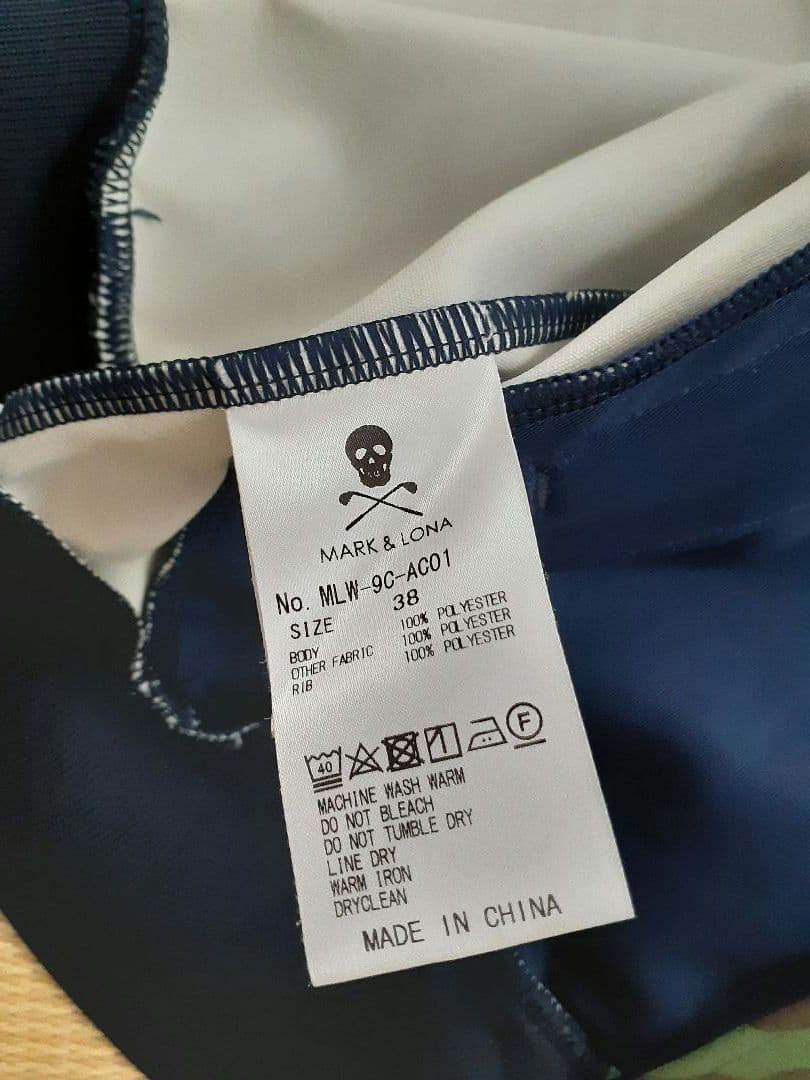 MARK & LONA
No. MLW-9C-AC01
SIZE 38
BODY 100% POLYESTER
OTHER FABRIC 100% POLYESTER
RIB 100% POLYESTER
40 F
MACHINE WASH WARM
DO NOT BLEACH
DO NOT TUMBLE DRY
LINE DRY
WARM IRON
DRYCLEAN
MADE IN CHINA